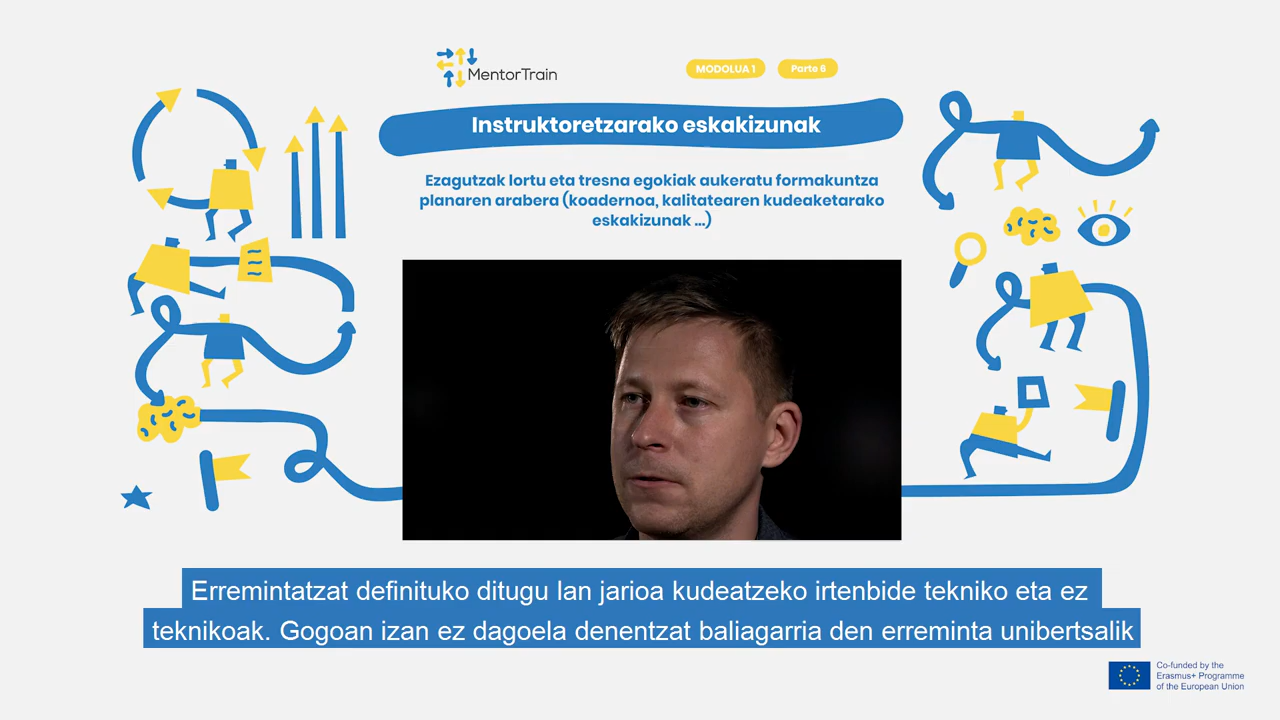 MentorTrain
MODOLUA 1
Parte 6
Instruktoretzarako eskakizunak
Ezagutzak lortu eta tresna egokiak aukeratu formakuntza
planaren arabera (koadernoa, kalitatearen kudeaketarako
eskakizunak ...)
Erremintatzat definituko ditugu lan jarioa kudeatzeko irtenbide tekniko eta ez
teknikoak. Gogoan izan ez dagoela denentzat baliagarria den erreminta unibertsalik
Co-funded by the
Erasmus+ Programme
of the European Union